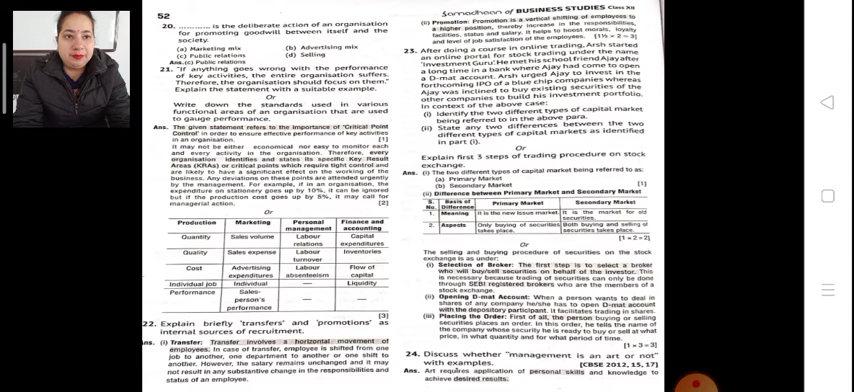 52
20. ............ is the deliberate action of an organisation
for promoting goodwill between itself and the
society.
(a) Marketing mix (b) Advertising mix
(c) Public relations (d) Selling
Ans.(c) Public relations
21. "If anything goes wrong with the performance
of key activities, the entire organisation suffers.
Therefore, the organisation should focus on them."
Explain the statement with a suitable example.
Or
Write down the standards used in various
functional areas of an organisation that are used
to gauge performance.
Ans. The given statement refers to the importance of 'Critical Point
Control' in order to ensure effective performance of key activities
in an organisation. [1]
It may not be either economical nor easy to monitor each
and every activity in the organisation. Therefore, every
organisation identifies and states its specific Key Result
Areas (KRAs) or critical points which require tight control and
are likely to have a significant effect on the working of the
business. Any deviations on these points are attended urgently
by the management. For example, if in an organisation, the
expenditure on stationery goes up by 10%, it can be ignored
but if the production cost goes up by 5%, it may call for
managerial action. [2]
Or
Production Marketing Personal management Finance and accounting
Quantity Sales volume Labour relations Capital expenditures
Quality Sales expense Labour turnover Inventories
Cost Advertising expenditures Labour absenteeism Flow of capital
Individual job Individual — Liquidity
Performance Sales-person's performance — —
[3]
22. Explain briefly 'transfers' and 'promotions' as
internal sources of recruitment.
ns. (i) Transfer: Transfer involves a horizontal movement of
employees. In case of transfer, employee is shifted from one
job to another, one department to another or one shift to
another. However, the salary remains unchanged and it may
not result in any substantive change in the responsibilities and
status of an employee.
Samadhaan of BUSINESS STUDIES Class XII
(ii) Promotion: Promotion is a vertical shifting of employees to
a higher position, thereby increase in the responsibilities,
facilities, status and salary. It helps to boost morals, loyalty
and level of job satisfaction of the employees. [1½ × 2 = 3]
23. After doing a course in online trading, Arsh started
an online portal for stock trading under the name
'Investment Guru'. He met his school friend Ajay after
a long time in a bank where Ajay had come to open
a D-mat account. Arsh urged Ajay to invest in the
forthcoming IPO of a blue chip companies whereas
Ajay was inclined to buy existing securities of the
other companies to build his investment portfolio.
In context of the above case:
(i) Identify the two different types of capital market
being referred to in the above para.
(ii) State any two differences between the two
different types of capital markets as identified
in part (i).
Or
Explain first 3 steps of trading procedure on stock
exchange.
Ans. (i) The two different types of capital market being referred to as:
(a) Primary Market
(b) Secondary Market [1]
(ii) Difference between Primary Market and Secondary Market
S. No. Basis of Difference Primary Market Secondary Market
1. Meaning It is the new issue market. It is the market for old securities.
2. Aspects Only buying of securities takes place. Both buying and selling of securities takes place.
[1 × 2 = 2]
Or
The selling and buying procedure of securities on the stock
exchange is as under:
(i) Selection of Broker: The first step is to select a broker
who will buy/sell securities on behalf of the investor. This
is necessary because trading of securities can only be done
through SEBI registered brokers who are the members of a
stock exchange.
(ii) Opening D-mat Account: When a person wants to deal in
shares of any company he/she has to open D-mat account
with the depository participant. It facilitates trading in shares.
(iii) Placing the Order: First of all, the person buying or selling
securities places an order. In this order, he tells the name of
the company whose security he is ready to buy or sell at what
price, in what quantity and for what period of time.
[1 × 3 = 3]
24. Discuss whether "management is an art or not"
with examples. [CBSE 2012, 15, 17]
Ans. Art requires application of personal skills and knowledge to
achieve desired results.